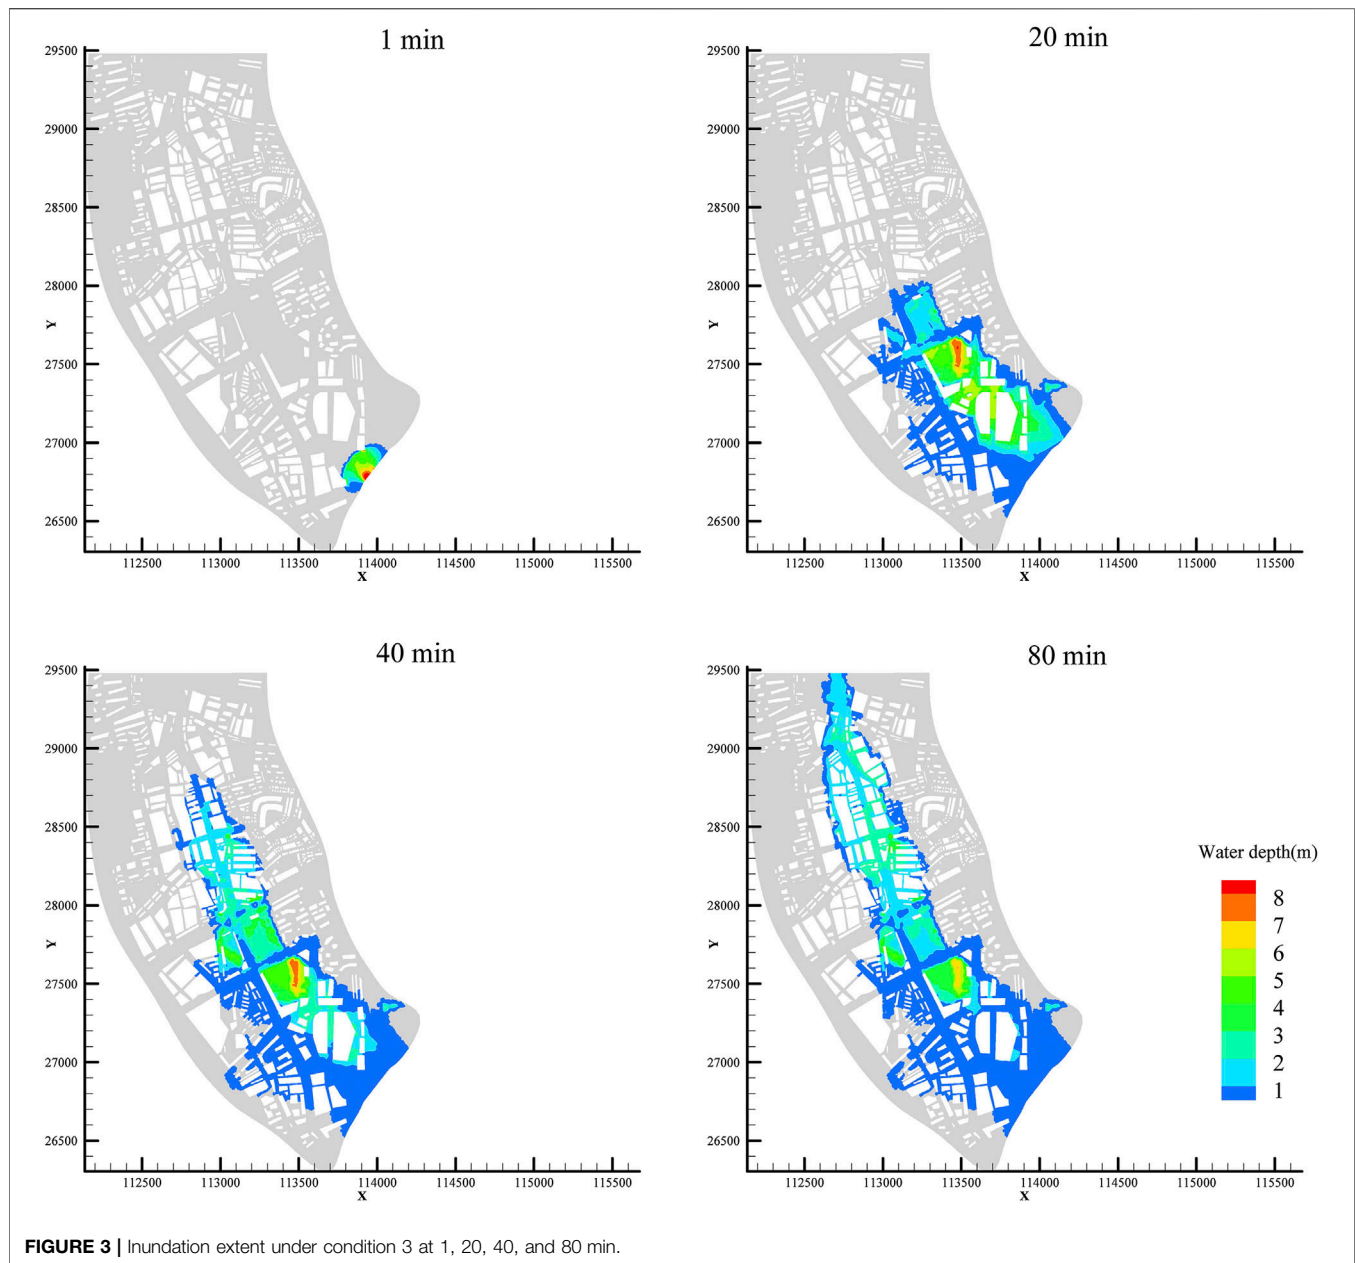 1 min
29500
29000
28500
28000
27500
27000
26500
Y
112500 113000 113500 114000 114500 115000 115500
X
20 min
29500
29000
28500
28000
27500
27000
26500
Y
112500 113000 113500 114000 114500 115000 115500
X
40 min
29500
29000
28500
28000
27500
27000
26500
Y
112500 113000 113500 114000 114500 115000 115500
X
80 min
29500
29000
28500
28000
27500
27000
26500
Y
112500 113000 113500 114000 114500 115000 115500
X
Water depth(m)
8
7
6
5
4
3
2
1
FIGURE 3 | Inundation extent under condition 3 at 1, 20, 40, and 80 min.